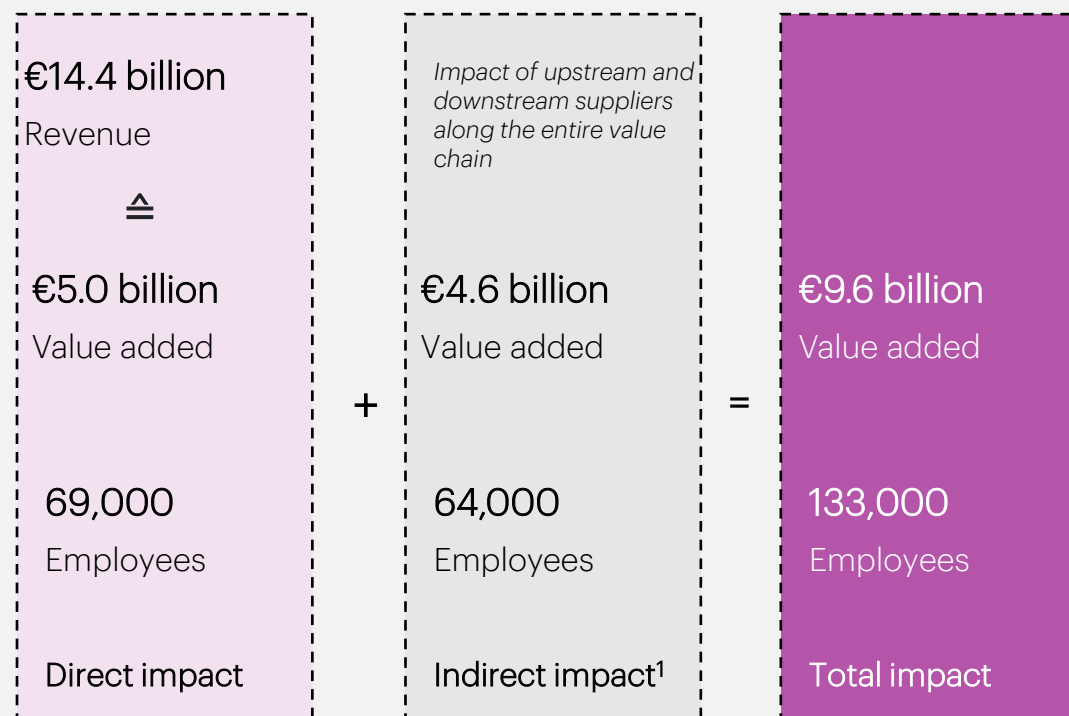 €14.4 billion
Revenue
≙
€5.0 billion
Value added
69,000
Employees
Direct impact
+
Impact of upstream and
downstream suppliers
along the entire value
chain
€4.6 billion
Value added
64,000
Employees
Indirect impact¹
=
€9.6 billion
Value added
133,000
Employees
Total impact